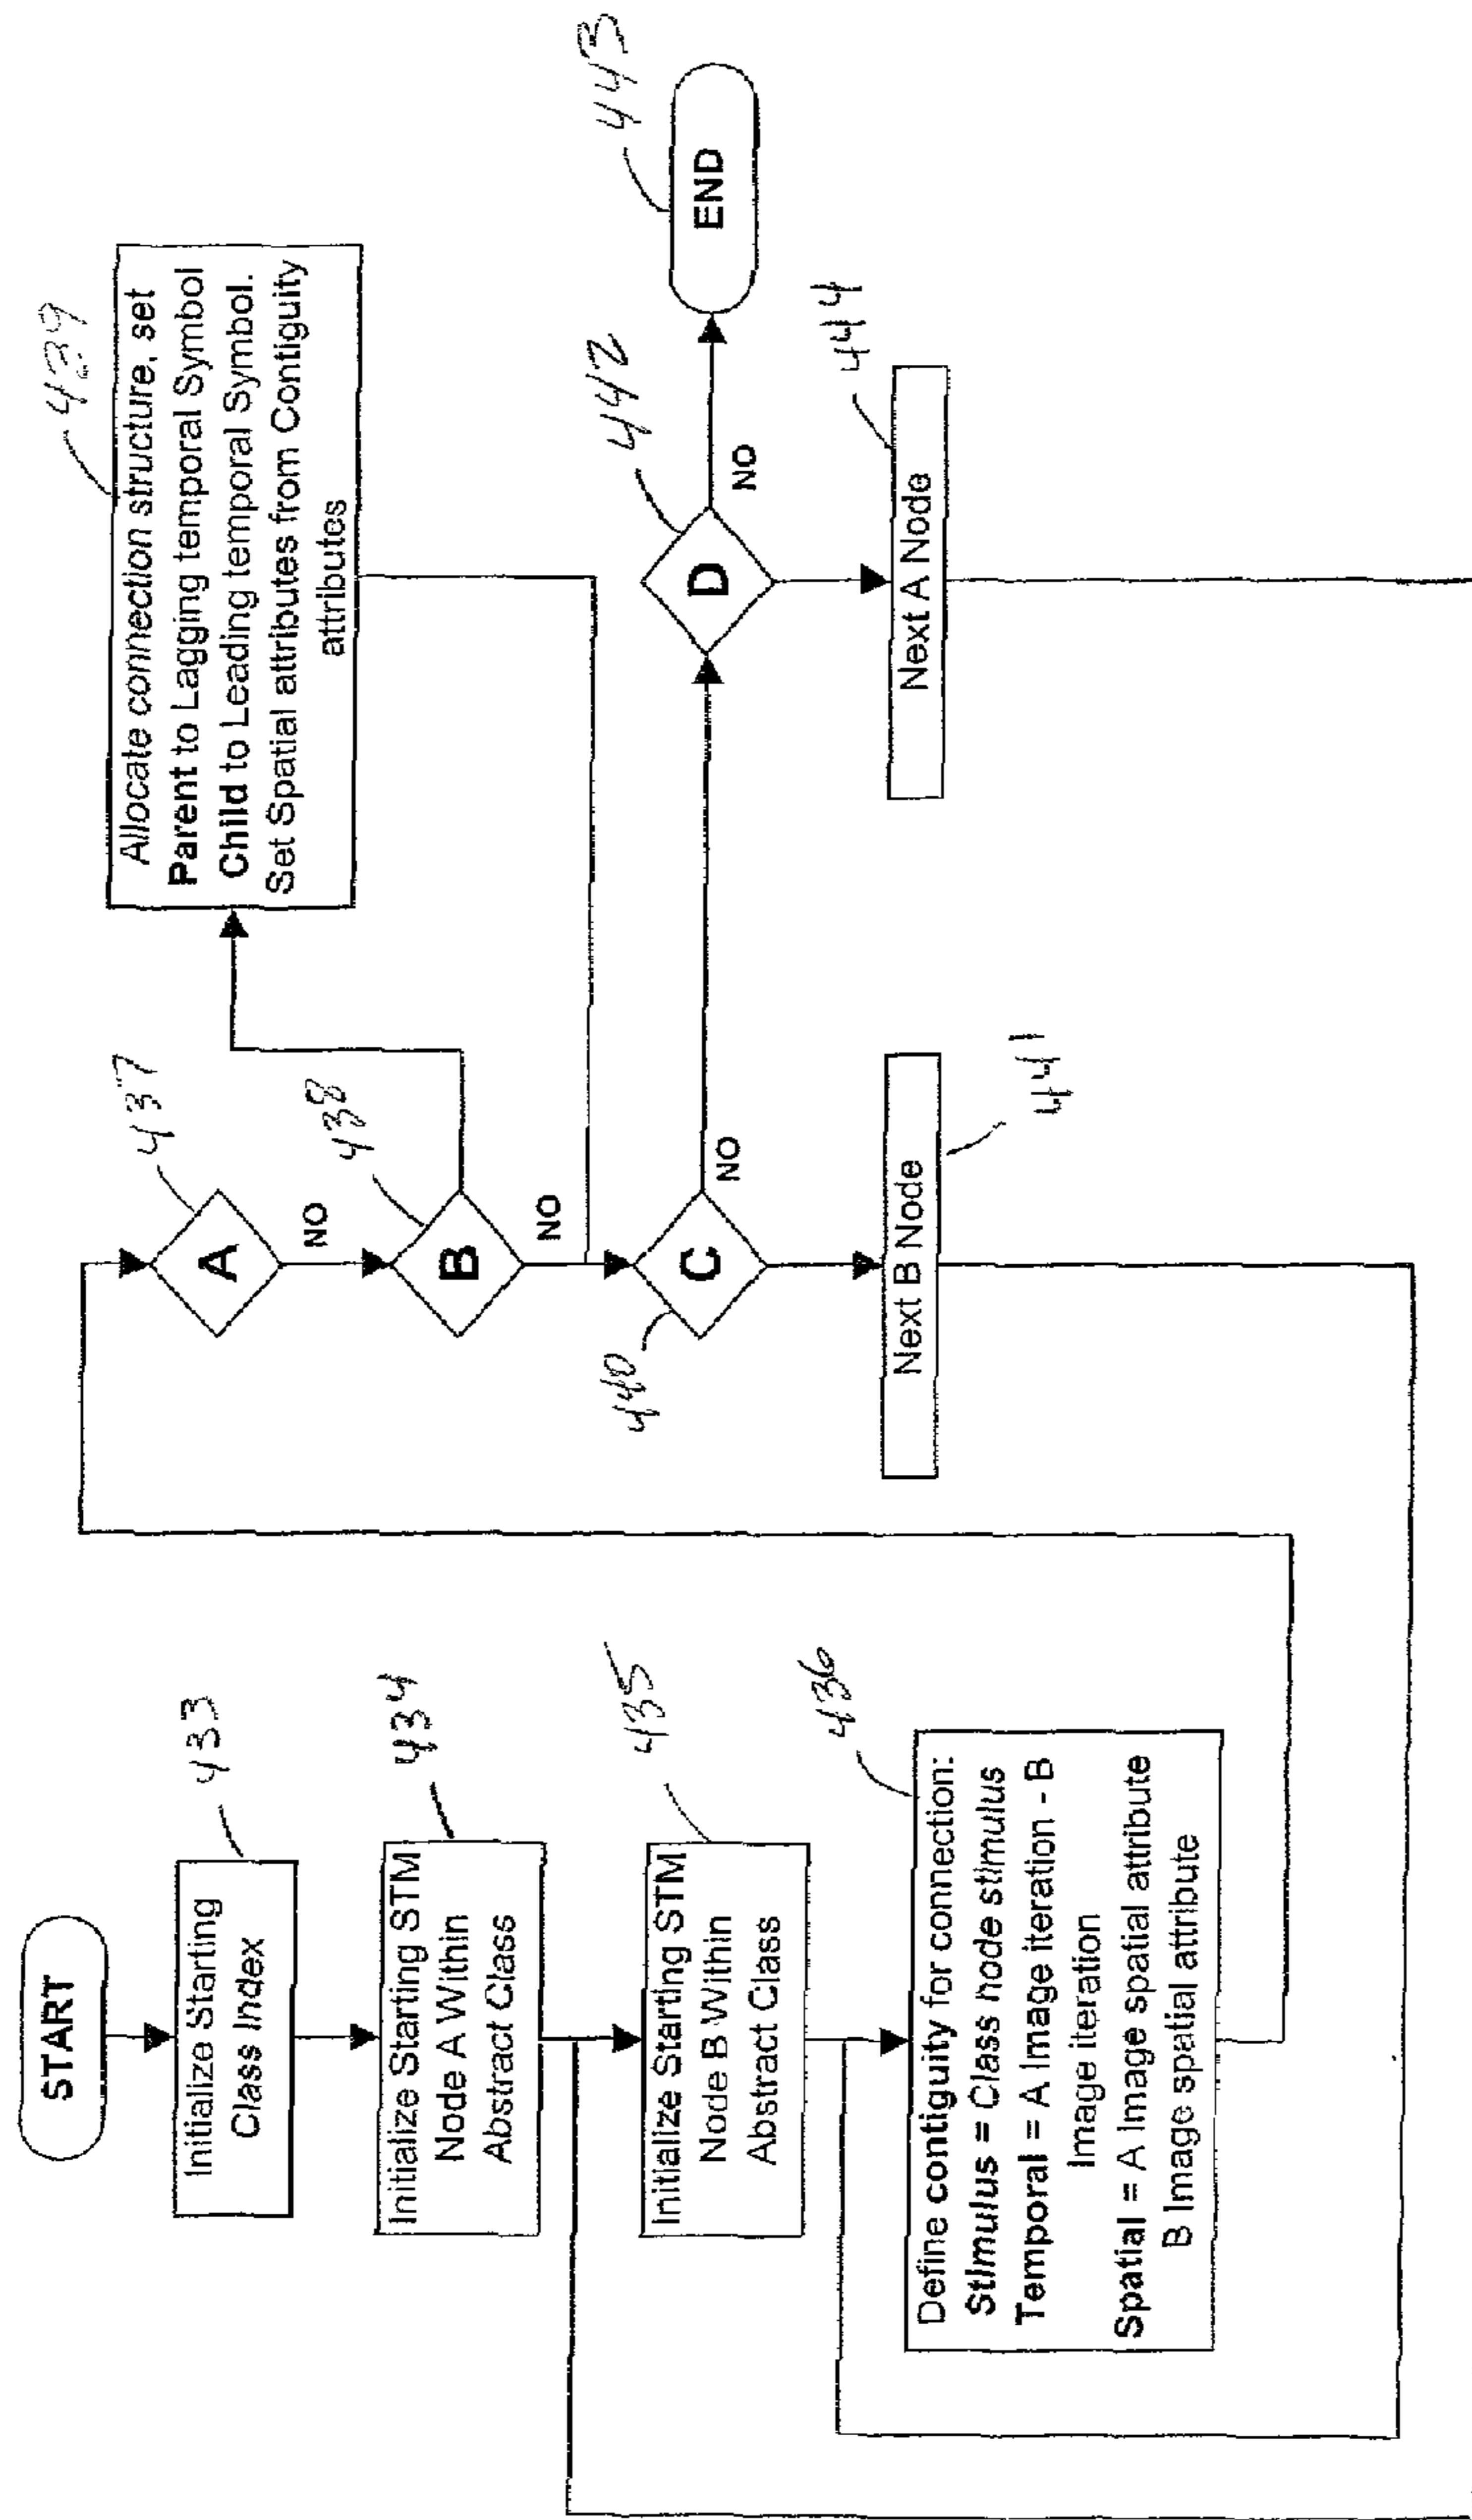 START
Initialize Starting
Class Index
433
Initialize Starting STM
Node A Within
Abstract Class
434
Initialize Starting STM
Node B Within
Abstract Class
435
Define contiguity for connection:
Stimulus = Class node stimulus
Temporal = A Image iteration - B
Image iteration
Spatial = A Image spatial attribute
B Image spatial attribute
436
A
437
NO
B
438
NO
Allocate connection structure, set
Parent to Lagging temporal Symbol
Child to Leading temporal Symbol.
Set Spatial attributes from Contiguity
attributes
439
C
440
NO
Next B Node
441
D
442
NO
END
443
Next A Node
444